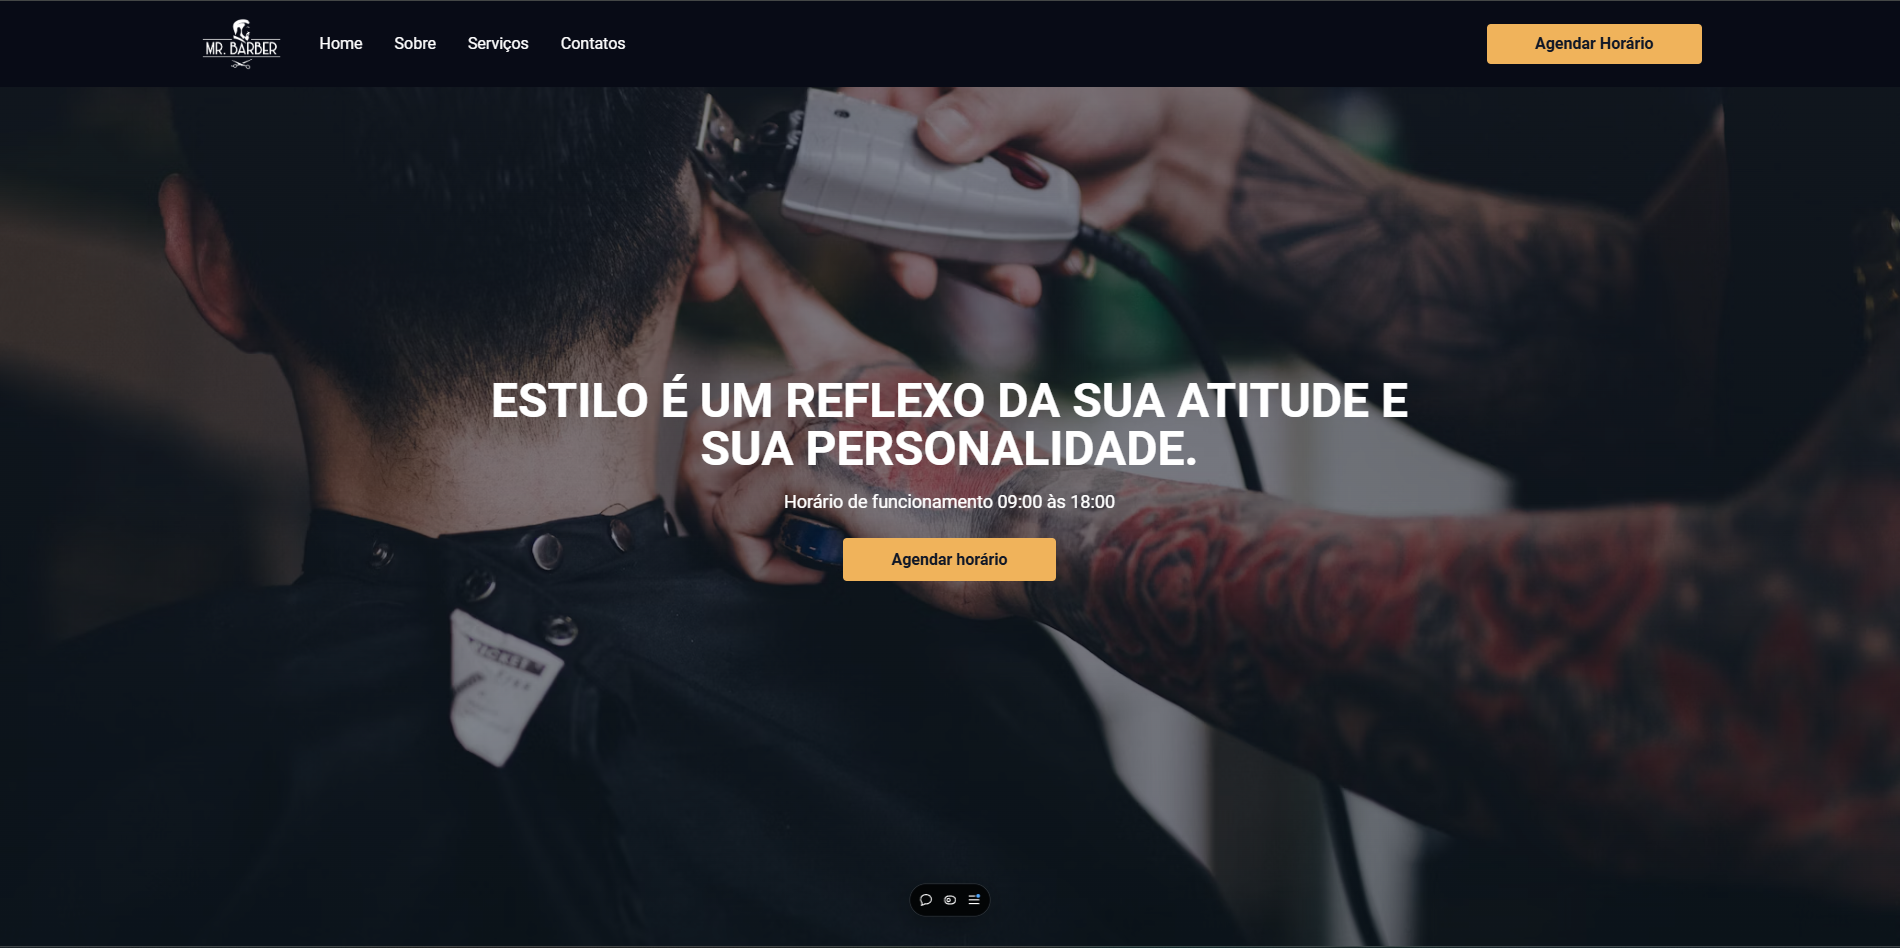 MR. BARBER
Home
Sobre
Serviços
Contatos
Agendar Horário
ESTILO É UM REFLEXO DA SUA ATITUDE E
SUA PERSONALIDADE.
Horário de funcionamento 09:00 às 18:00
Agendar horário